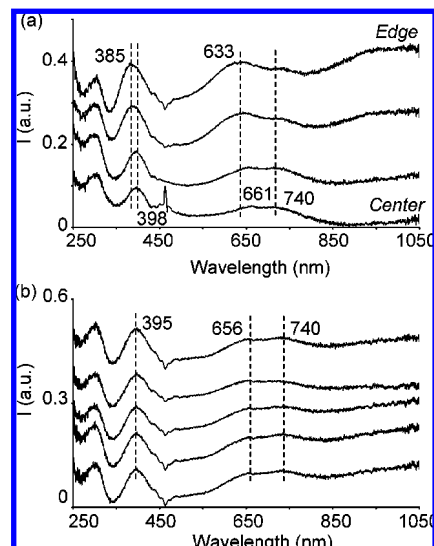 (a)
I (a.u.)
0.4
0.2
0
385
633
Edge
398
661
740
Center
250 450 650 850 1050
Wavelength (nm)
(b)
I (a.u.)
0.6
0.3
0
395
656
740
250 450 650 850 1050
Wavelength (nm)